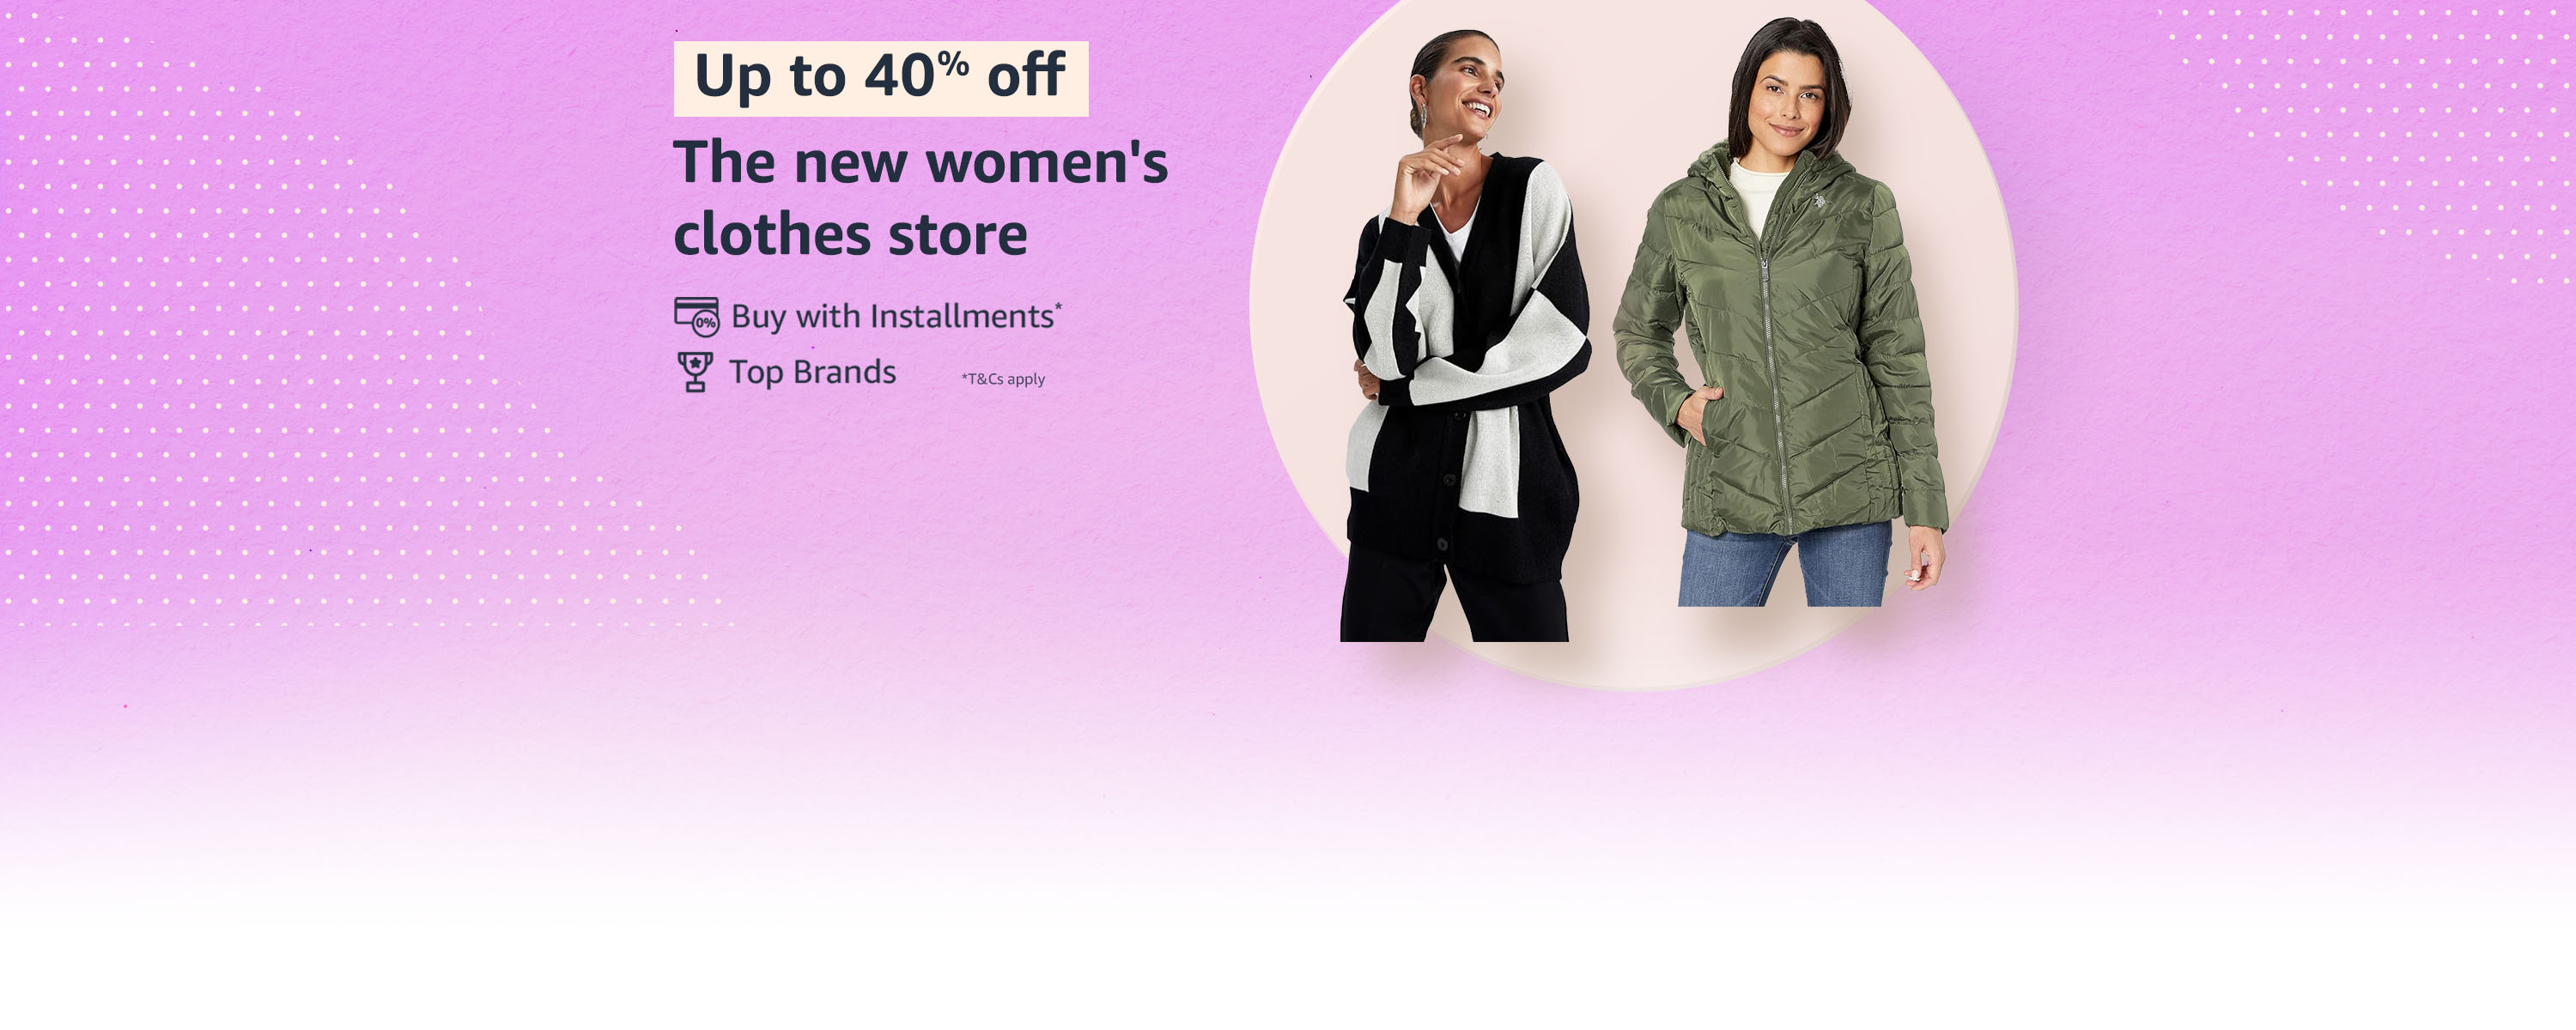 Up to 40% off
The new women's
clothes store
0%
Buy with Installments*
Top Brands
*T&Cs apply